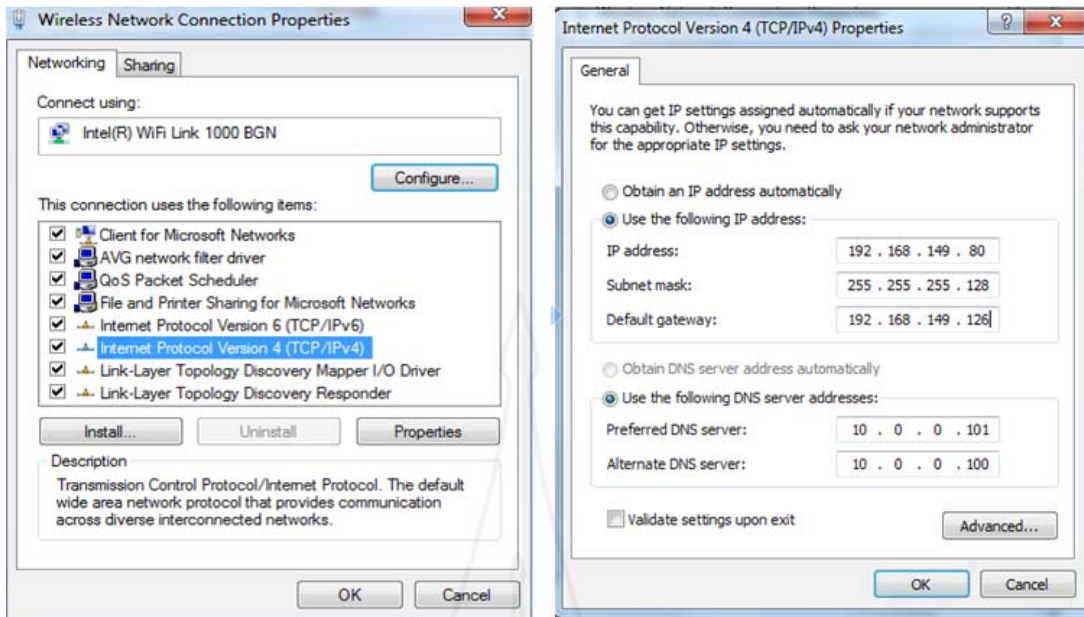 Wireless Network Connection Properties
Networking
Sharing
Connect using:
Intel(R) WiFi Link 1000 BGN
Configure...
This connection uses the following items:
Client for Microsoft Networks
AVG network filter driver
QoS Packet Scheduler
File and Printer Sharing for Microsoft Networks
Internet Protocol Version 6 (TCP/IPv6)
Internet Protocol Version 4 (TCP/IPv4)
Link-Layer Topology Discovery Mapper I/O Driver
Link-Layer Topology Discovery Responder
Install...
Uninstall
Properties
Description
Transmission Control Protocol/Internet Protocol. The default
wide area network protocol that provides communication
across diverse interconnected networks.
OK
Cancel
Internet Protocol Version 4 (TCP/IPv4) Properties
General
You can get IP settings assigned automatically if your network supports
this capability. Otherwise, you need to ask your network administrator
for the appropriate IP settings.
Obtain an IP address automatically
Use the following IP address:
IP address: 192 . 168 . 149 . 80
Subnet mask: 255 . 255 . 255 . 128
Default gateway: 192 . 168 . 149 . 126
Obtain DNS server address automatically
Use the following DNS server addresses:
Preferred DNS server: 10 . 0 . 0 . 101
Alternate DNS server: 10 . 0 . 0 . 100
Validate settings upon exit
Advanced...
OK
Cancel